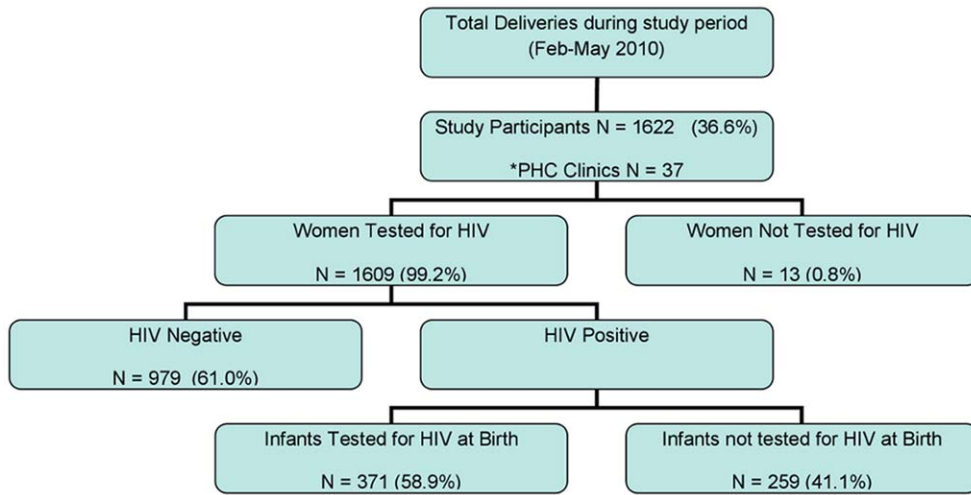 Total Deliveries during study period
(Feb-May 2010)
Study Participants N = 1622 (36.6%)
*PHC Clinics N = 37
Women Tested for HIV
N = 1609 (99.2%)
Women Not Tested for HIV
N = 13 (0.8%)
HIV Negative
N = 979 (61.0%)
HIV Positive
Infants Tested for HIV at Birth
N = 371 (58.9%)
Infants not tested for HIV at Birth
N = 259 (41.1%)